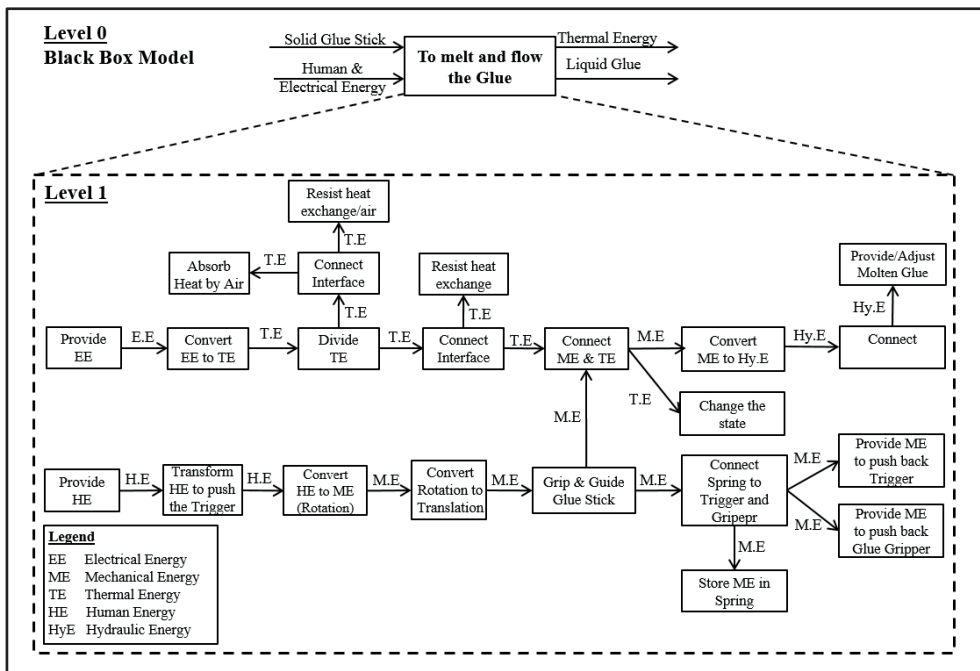 Level 0
Black Box Model
Solid Glue Stick
Human &
Electrical Energy
To melt and flow
the Glue
Thermal Energy
Liquid Glue
Level 1
Resist heat
exchange/air
T.E
Absorb
Heat by Air
T.E
Connect
Interface
Resist heat
exchange
Provide/Adjust
Molten Glue
T.E
T.E
Hy.E
Provide
EE
E.E
Convert
EE to TE
T.E
Divide
TE
T.E
Connect
Interface
T.E
Connect
ME & TE
M.E
Convert
ME to Hy.E
Hy.E
Connect
T.E
Change the
state
M.E
Provide
HE
H.E
Transform
HE to push
the Trigger
H.E
Convert
HE to ME
(Rotation)
M.E
Convert
Rotation to
Translation
M.E
Grip & Guide
Glue Stick
M.E
Connect
Spring to
Trigger and
Gripepr
M.E
Provide ME
to push back
Trigger
M.E
Provide ME
to push back
Glue Gripper
M.E
Store ME in
Spring
Legend
EE Electrical Energy
ME Mechanical Energy
TE Thermal Energy
HE Human Energy
HyE Hydraulic Energy